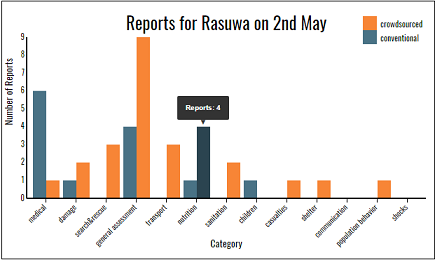 Reports for Rasuwa on 2nd May
crowdsourced
conventional
Number of Reports
9
8
7
6
5
4
3
2
1
0
Reports: 4
medical
damage
search&rescue
general assessment
transport
nutrition
sanitation
children
casualties
shelter
communication
population behavior
shocks
Category